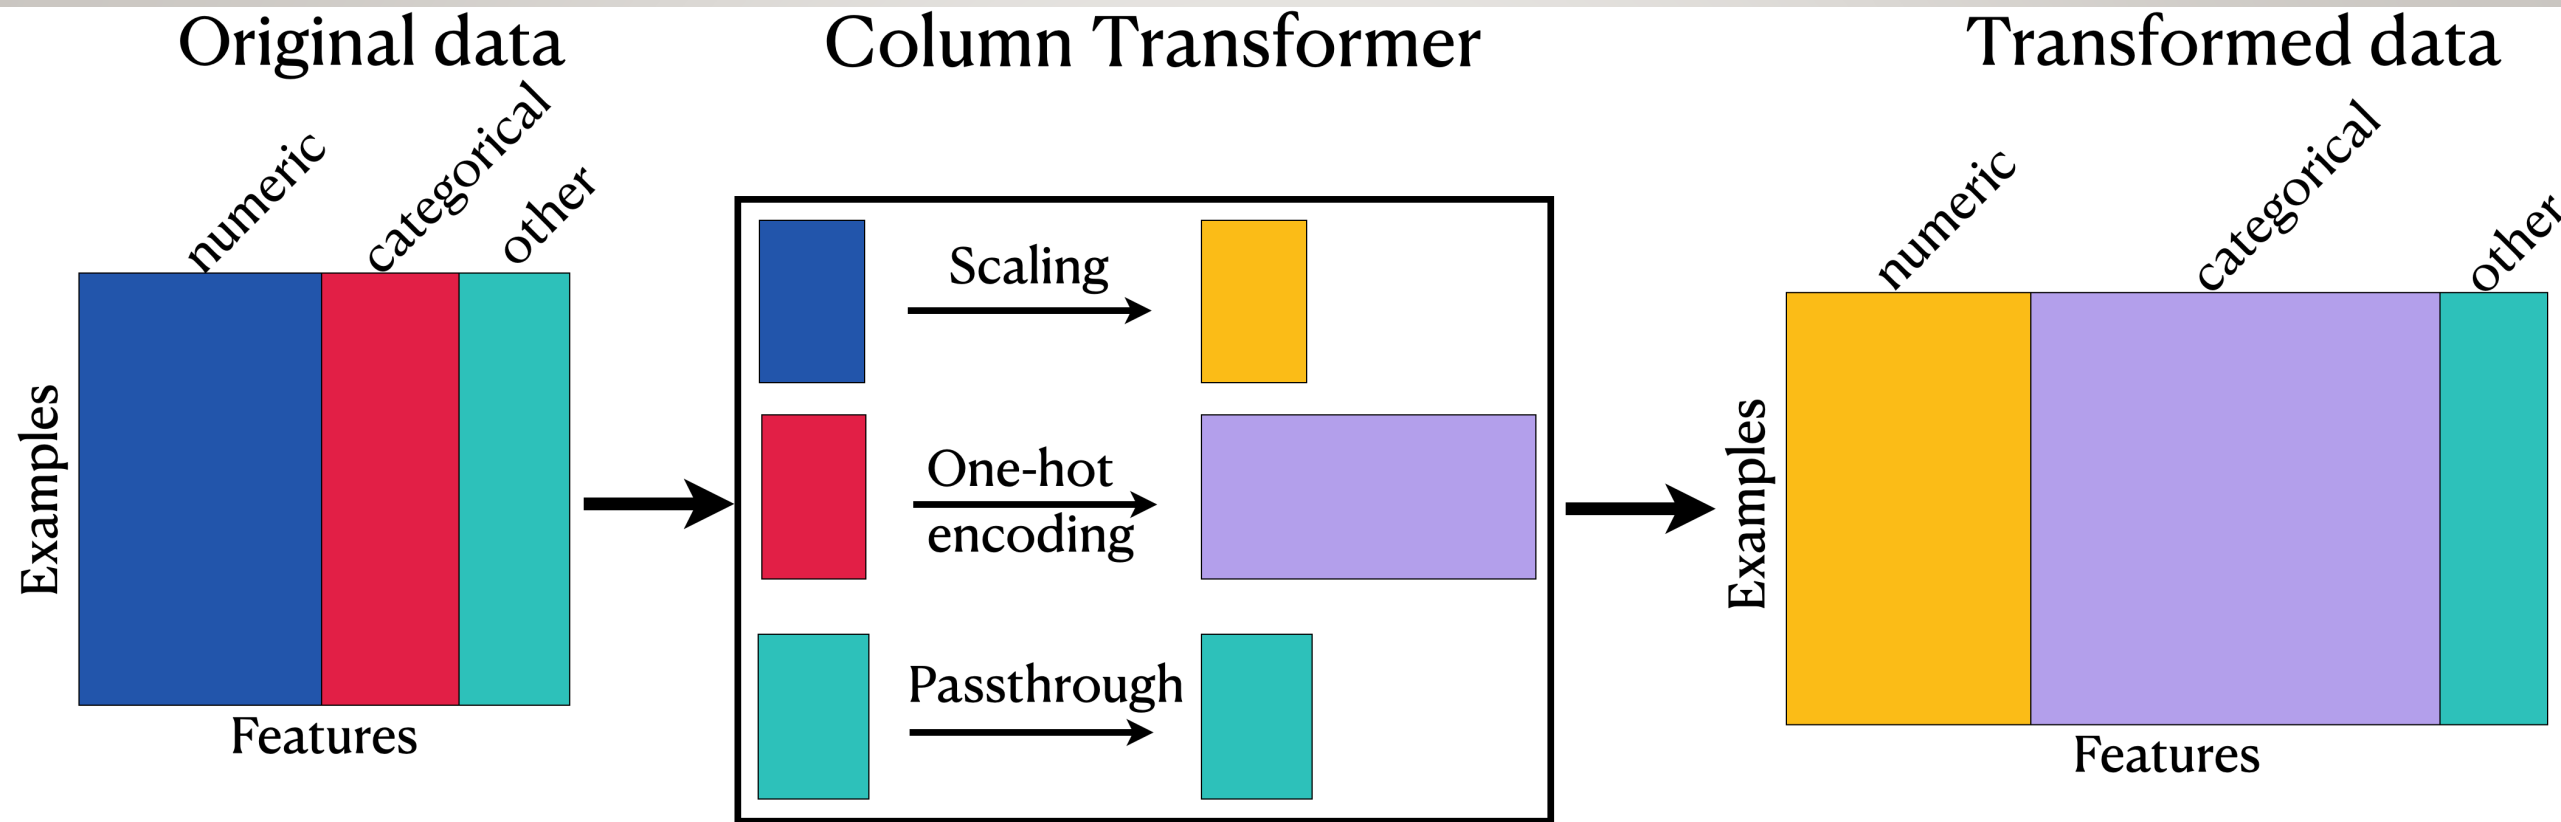 Original data
numeric
categorical
other
Examples
Features
Column Transformer
Scaling
One-hot
encoding
Passthrough
Transformed data
numeric
categorical
other
Examples
Features